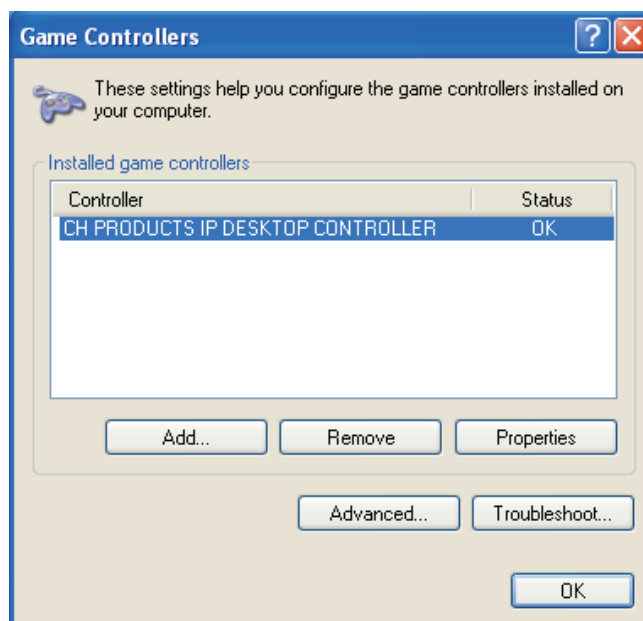 Game Controllers
?
These settings help you configure the game controllers installed on
your computer.
Installed game controllers
Controller Status
CH PRODUCTS IP DESKTOP CONTROLLER OK
Add... Remove Properties
Advanced... Troubleshoot...
OK